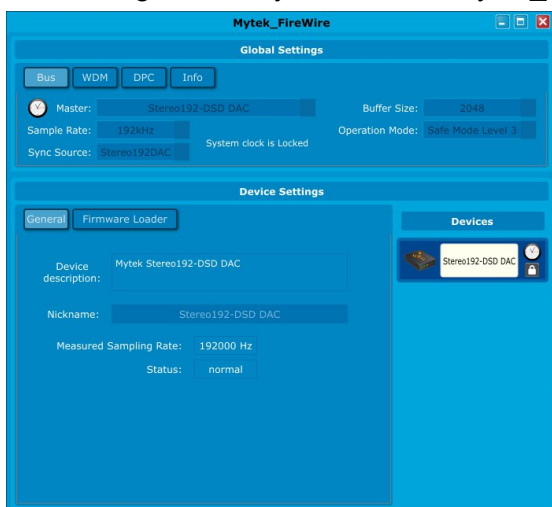 Mytek_FireWire
Global Settings
Bus WDM DPC Info
Master: Stereo192-DSD DAC Buffer Size: 2048
Sample Rate: 192kHz Operation Mode: Safe Mode Level 3
System clock is Locked
Sync Source: Stereo192DAC
Device Settings
General Firmware Loader Devices
Device description: Mytek Stereo192-DSD DAC
Stereo192-DSD DAC
Nickname: Stereo192-DSD DAC
Measured Sampling Rate: 192000 Hz
Status: normal